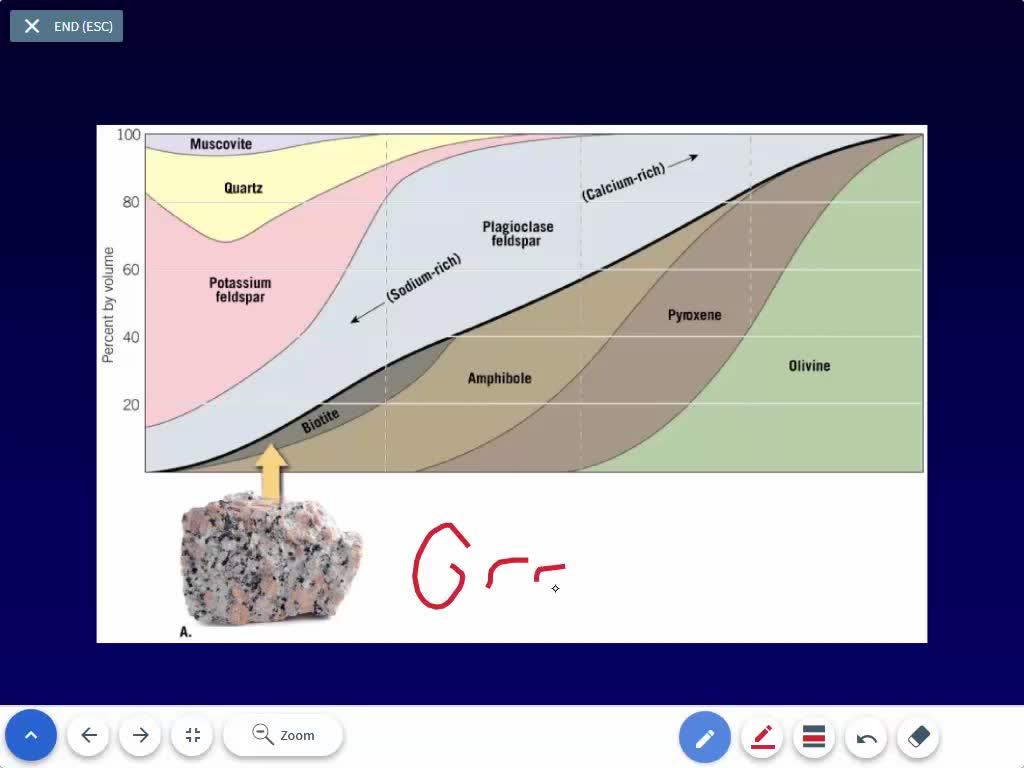 END (ESC)
Percent by volume
100
80
60
40
20
Muscovite
Quartz
Potassium
feldspar
(Calcium-rich)
Plagioclase
feldspar
(Sodium-rich)
Pyroxene
Olivine
Amphibole
Biotite
A.
Zoom